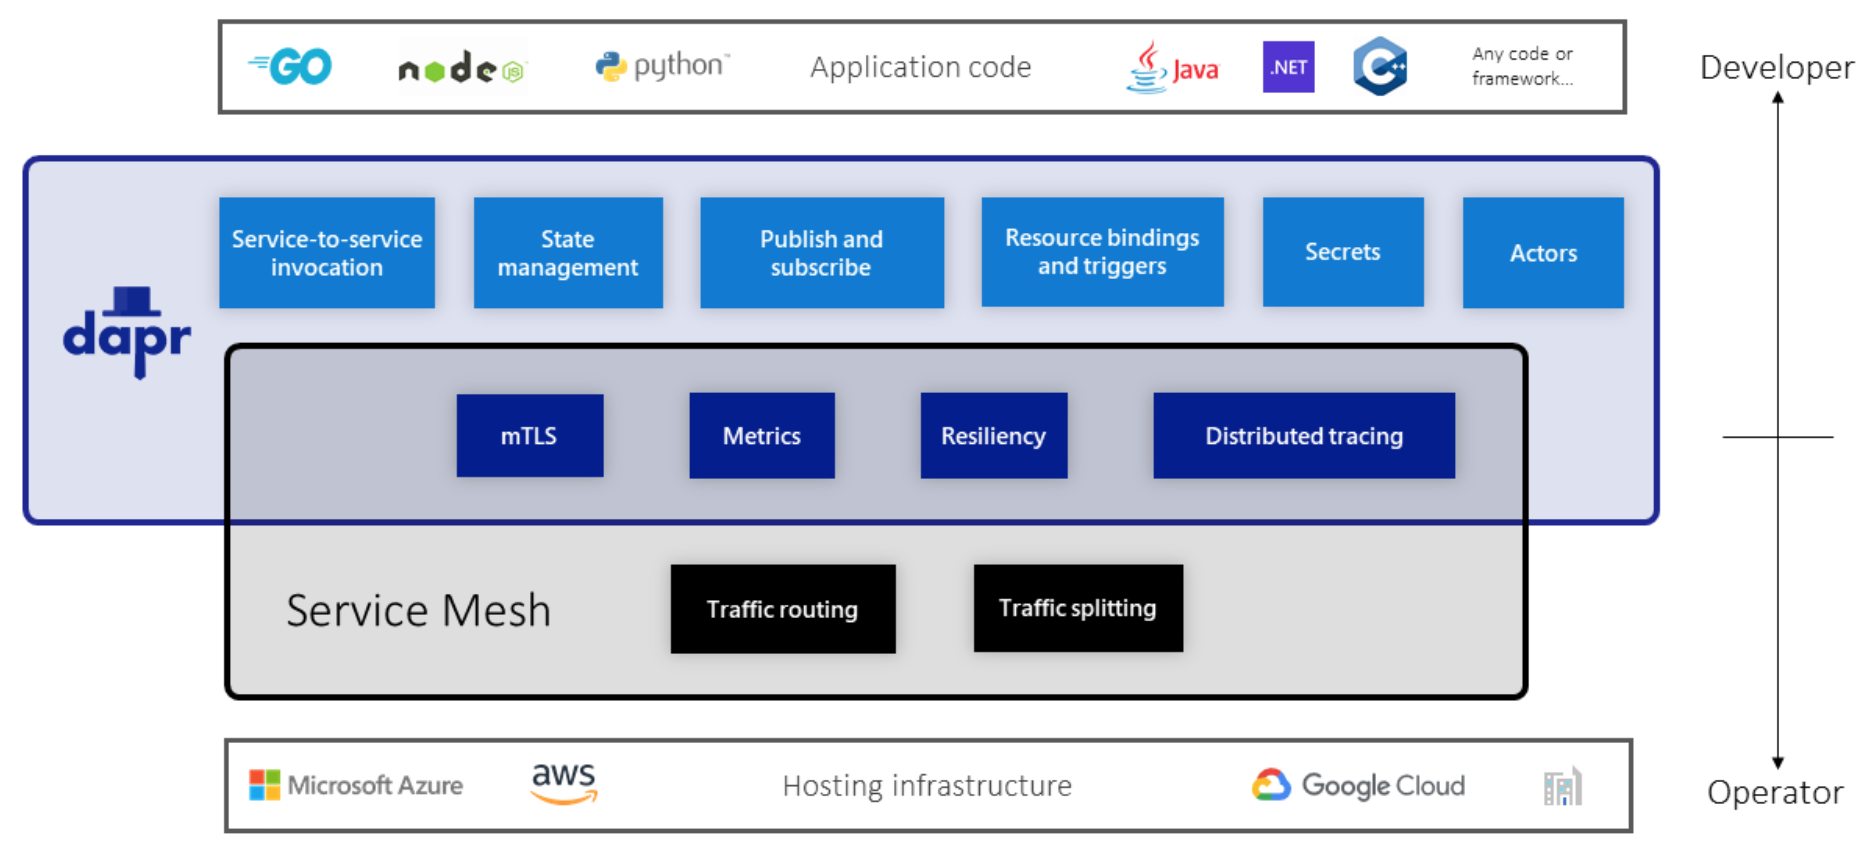 GO
node
JS
python™
Application code
Java
.NET
C++
Any code or
framework...
Developer
dapr
Service-to-service
invocation
State
management
Publish and
subscribe
Resource bindings
and triggers
Secrets
Actors
mTLS
Metrics
Resiliency
Distributed tracing
Service Mesh
Traffic routing
Traffic splitting
Microsoft Azure
aws
Hosting infrastructure
Google Cloud
Operator